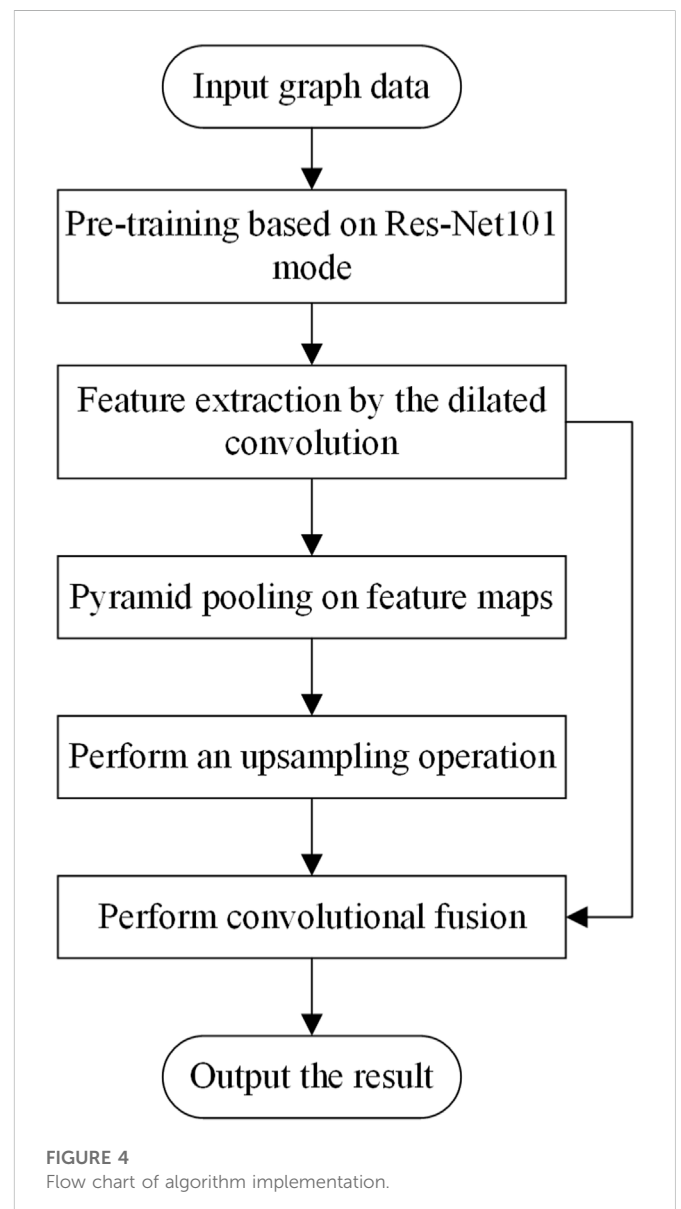 Input graph data
Pre-training based on Res-Net101
mode
Feature extraction by the dilated
convolution
Pyramid pooling on feature maps
Perform an upsampling operation
Perform convolutional fusion
Output the result
FIGURE 4
Flow chart of algorithm implementation.